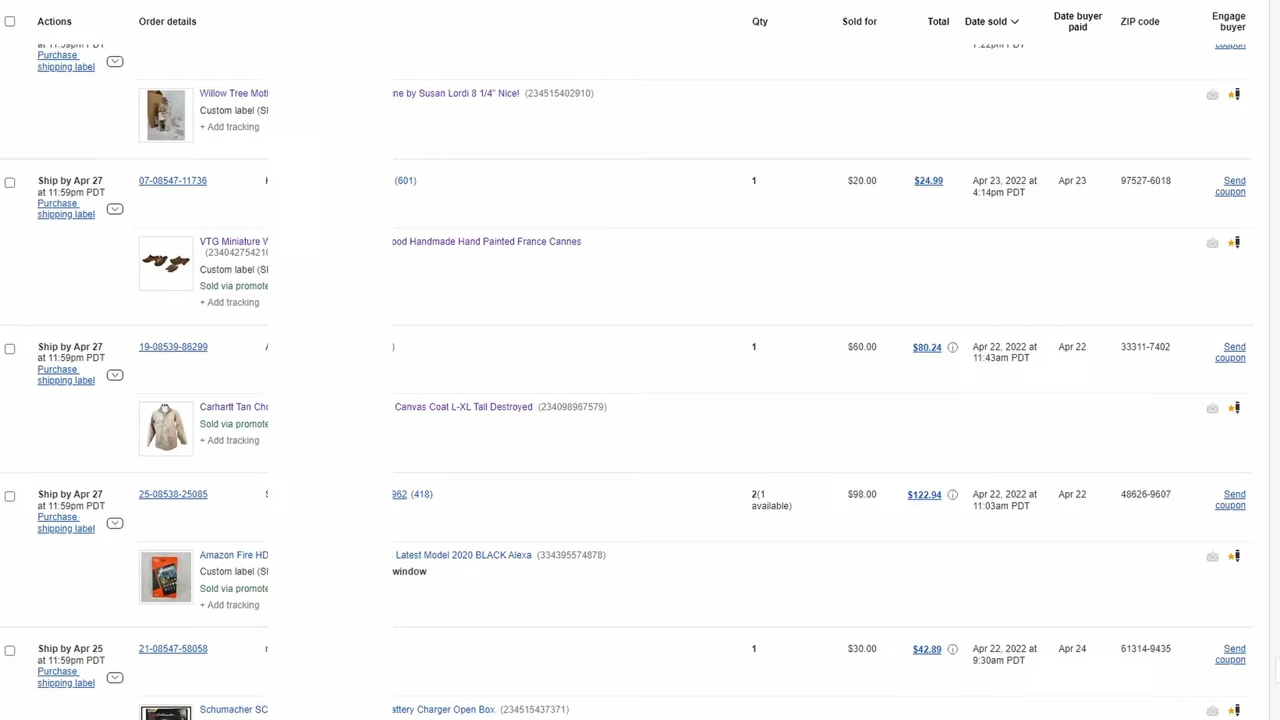 Actions Order details Qty Sold for Total Date sold Date buyer paid ZIP code Engage buyer
Purchase shipping label
7:22pm PDT
coupon
Willow Tree ne by Susan Lordi 8 1/4" Nice! (234515402910)
Custom label
+ Add tracking
Ship by Apr 27 07-08547-11736 (601) 1 $20.00 $24.99 Apr 23, 2022 at Apr 23 97527-6018 Send
at 11:59pm PDT 4:14pm PDT coupon
Purchase
shipping label
VTG Miniature ood Handmade Hand Painted France Cannes
(234042754210
Custom label
Sold via
+ Add tracking
Ship by Apr 27 19-08539-86299 ) 1 $60.00 $80.24 Apr 22, 2022 at Apr 22 33311-7402 Send
at 11:59pm PDT 11:43am PDT coupon
Purchase
shipping label
Carhartt Tan Canvas Coat L-XL Tall Destroyed (234098967579)
Sold via
+ Add tracking
Ship by Apr 27 25-08538-25085 962 (418) 2(1 $98.00 $122.94 Apr 22, 2022 at Apr 22 48626-9607 Send
at 11:59pm PDT available) 11:03am PDT coupon
Purchase
shipping label
Amazon Fire HD Latest Model 2020 BLACK Alexa (334395574878)
Custom label window
Sold via
+ Add tracking
Ship by Apr 25 21-08547-58058 1 $30.00 $42.89 Apr 22, 2022 at Apr 24 61314-9435 Send
at 11:59pm PDT 9:30am PDT coupon
Purchase
shipping label
Schumacher SC attery Charger Open Box (234515437371)